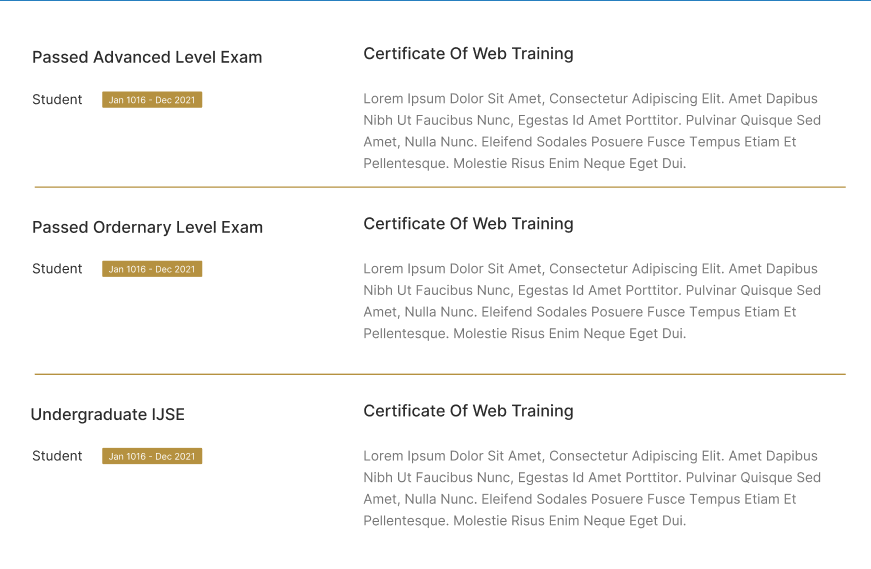 Passed Advanced Level Exam
Student
Jan 1016 - Dec 2021
Certificate Of Web Training
Lorem Ipsum Dolor Sit Amet, Consectetur Adipiscing Elit. Amet Dapibus
Nibh Ut Faucibus Nunc, Egestas Id Amet Porttitor. Pulvinar Quisque Sed
Amet, Nulla Nunc. Eleifend Sodales Posuere Fusce Tempus Etiam Et
Pellentesque. Molestie Risus Enim Neque Eget Dui.
Passed Ordernary Level Exam
Student
Jan 1016 - Dec 2021
Certificate Of Web Training
Lorem Ipsum Dolor Sit Amet, Consectetur Adipiscing Elit. Amet Dapibus
Nibh Ut Faucibus Nunc, Egestas Id Amet Porttitor. Pulvinar Quisque Sed
Amet, Nulla Nunc. Eleifend Sodales Posuere Fusce Tempus Etiam Et
Pellentesque. Molestie Risus Enim Neque Eget Dui.
Undergraduate IJSE
Student
Jan 1016 - Dec 2021
Certificate Of Web Training
Lorem Ipsum Dolor Sit Amet, Consectetur Adipiscing Elit. Amet Dapibus
Nibh Ut Faucibus Nunc, Egestas Id Amet Porttitor. Pulvinar Quisque Sed
Amet, Nulla Nunc. Eleifend Sodales Posuere Fusce Tempus Etiam Et
Pellentesque. Molestie Risus Enim Neque Eget Dui.